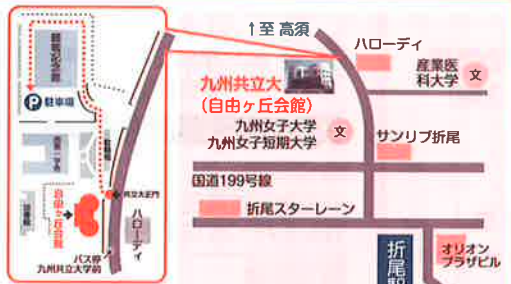 ↑至 高須
ハローディ
産業医
科大学
文
九州共立大
(自由ヶ丘会館)
九州女子大学
九州女子短期大学
文
サンリブ折尾
国道199号線
折尾スターレーン
折尾駅
オリオン
プラザビル
P 駐車場
共立大正門
自由ヶ丘会館
ハローディ
バス停
九州共立大学前